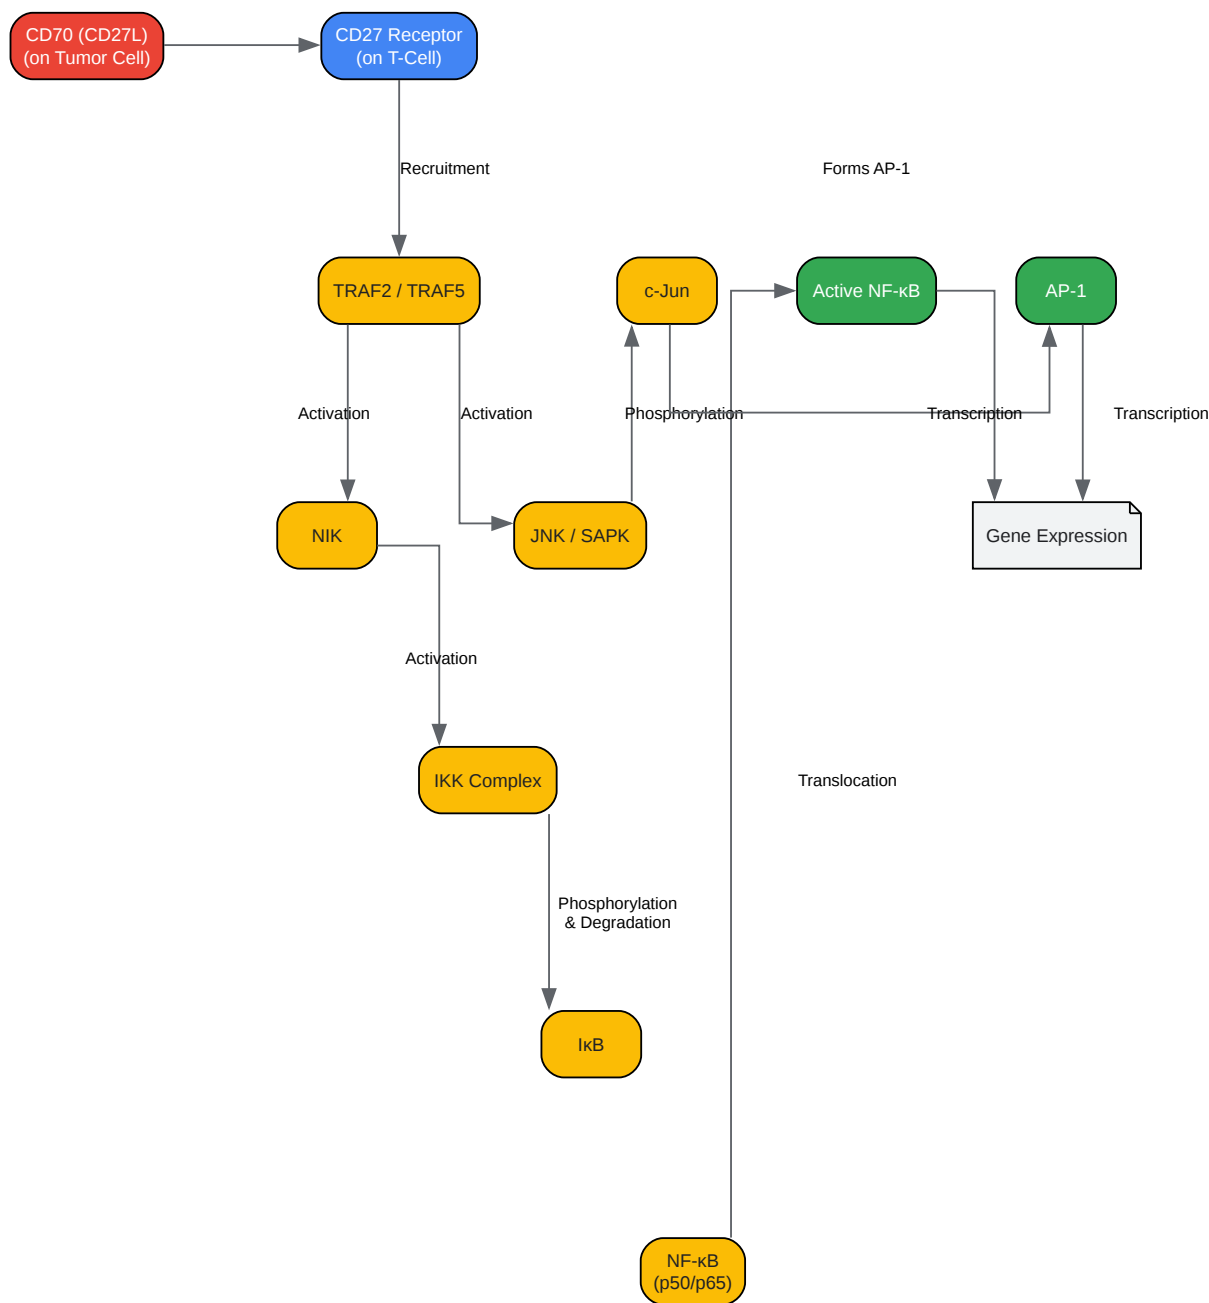 CD70 (CD27L)
(on Tumor Cell)
CD27 Receptor
(on T-Cell)
Recruitment
Forms AP-1
TRAF2 / TRAF5
c-Jun
Active NF-κB
AP-1
Activation
Activation
Phosphorylation
Transcription
Transcription
NIK
JNK / SAPK
Gene Expression
Activation
IKK Complex
Translocation
Phosphorylation
& Degradation
IκB
NF-κB
(p50/p65)